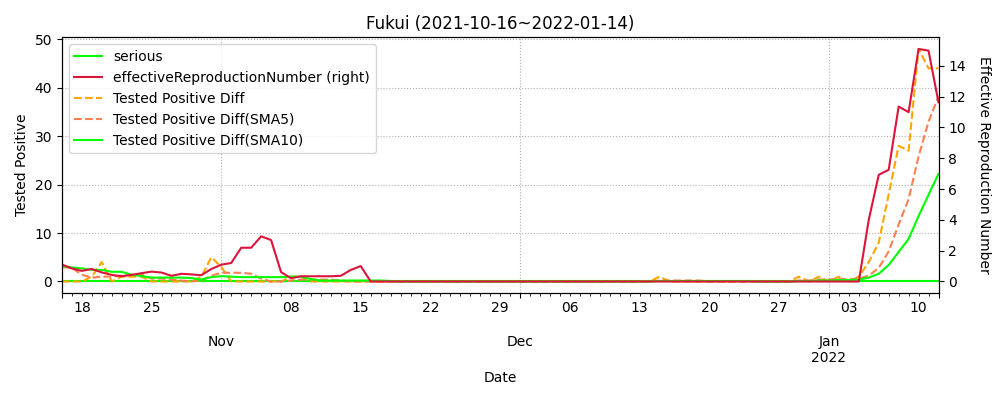 Fukui (2021-10-16~2022-01-14)
serious
effectiveReproductionNumber (right)
Tested Positive Diff
Tested Positive Diff(SMA5)
Tested Positive Diff(SMA10)
Tested Positive
50
40
30
20
10
0
Effective Reproduction Number
14
12
10
8
6
4
2
0
18 25 08 15 22 29 06 13 20 27 03 10
Nov Dec Jan
2022
Date